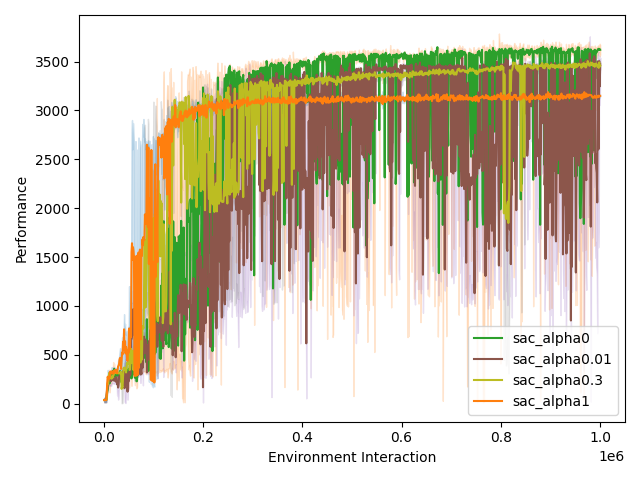 3500
3000
2500
2000
1500
1000
500
0
Performance
0.0 0.2 0.4 0.6 0.8 1.0
1e6
Environment Interaction
sac_alpha0
sac_alpha0.01
sac_alpha0.3
sac_alpha1